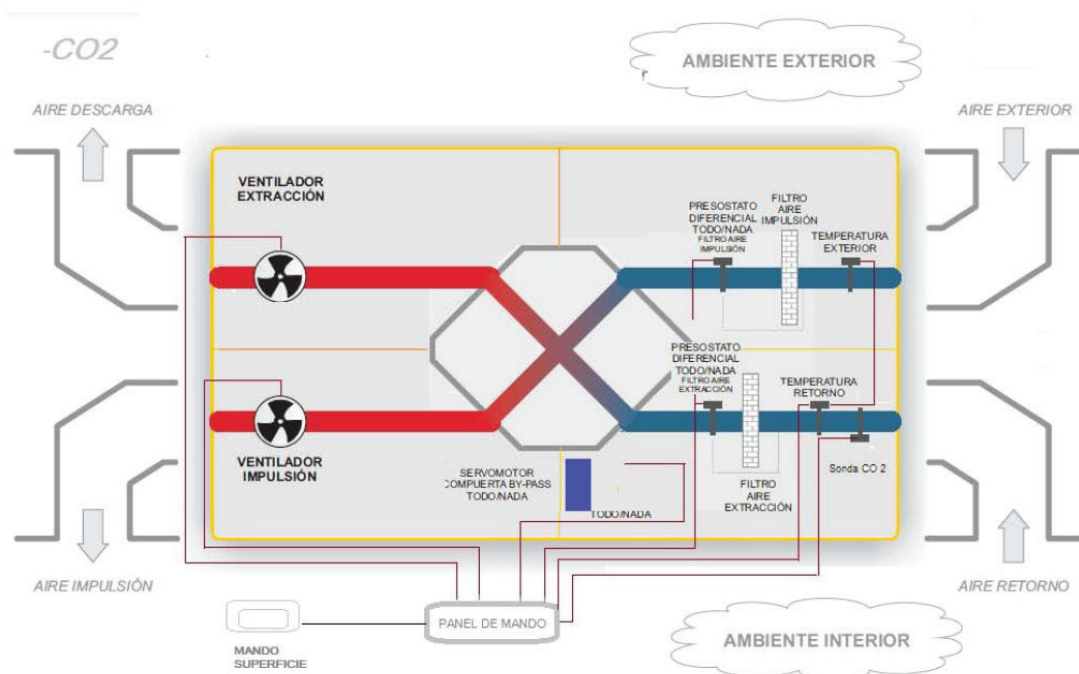 -CO2
AMBIENTE EXTERIOR
AIRE DESCARGA
AIRE EXTERIOR
VENTILADOR
EXTRACCIÓN
PRESOSTATO
DIFERENCIAL
TODO/NADA
FILTRO AIRE
IMPULSIÓN
FILTRO
AIRE
IMPULSIÓN
TEMPERATURA
EXTERIOR
PRESOSTATO
DIFERENCIAL
TODO/NADA
FILTRO AIRE
EXTRACCIÓN
TEMPERATURA
RETORNO
VENTILADOR
IMPULSIÓN
SERVOMOTOR
COMPUERTA BY-PASS
TODO/NADA
TODO/NADA
FILTRO
AIRE
EXTRACCIÓN
Sonda CO 2
AIRE IMPULSIÓN
AIRE RETORNO
PANEL DE MANDO
MANDO
SUPERFICIE
AMBIENTE INTERIOR